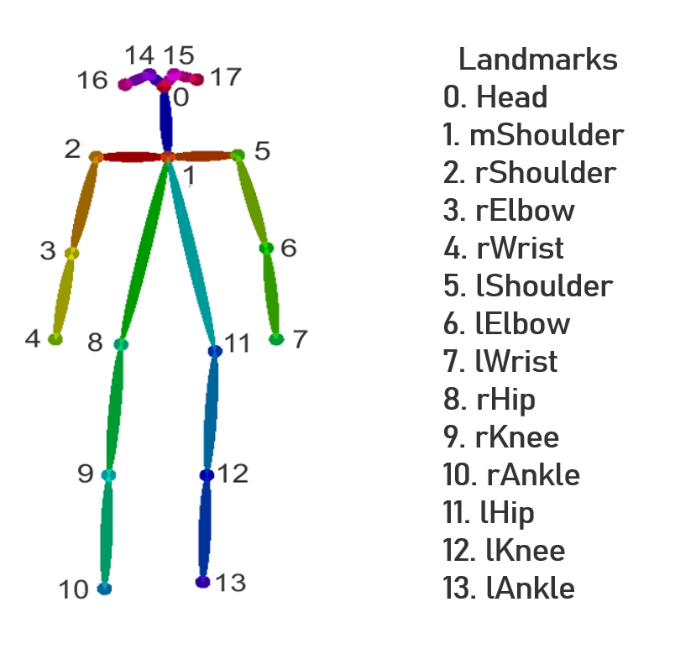 14 15
16 17
0
Landmarks
0. Head
1. mShoulder
2. rShoulder
3. rElbow
4. rWrist
5. lShoulder
6. lElbow
7. lWrist
8. rHip
9. rKnee
10. rAnkle
11. lHip
12. lKnee
13. lAnkle
2 5
1
3 6
4 8 11 7
9 12
10 13